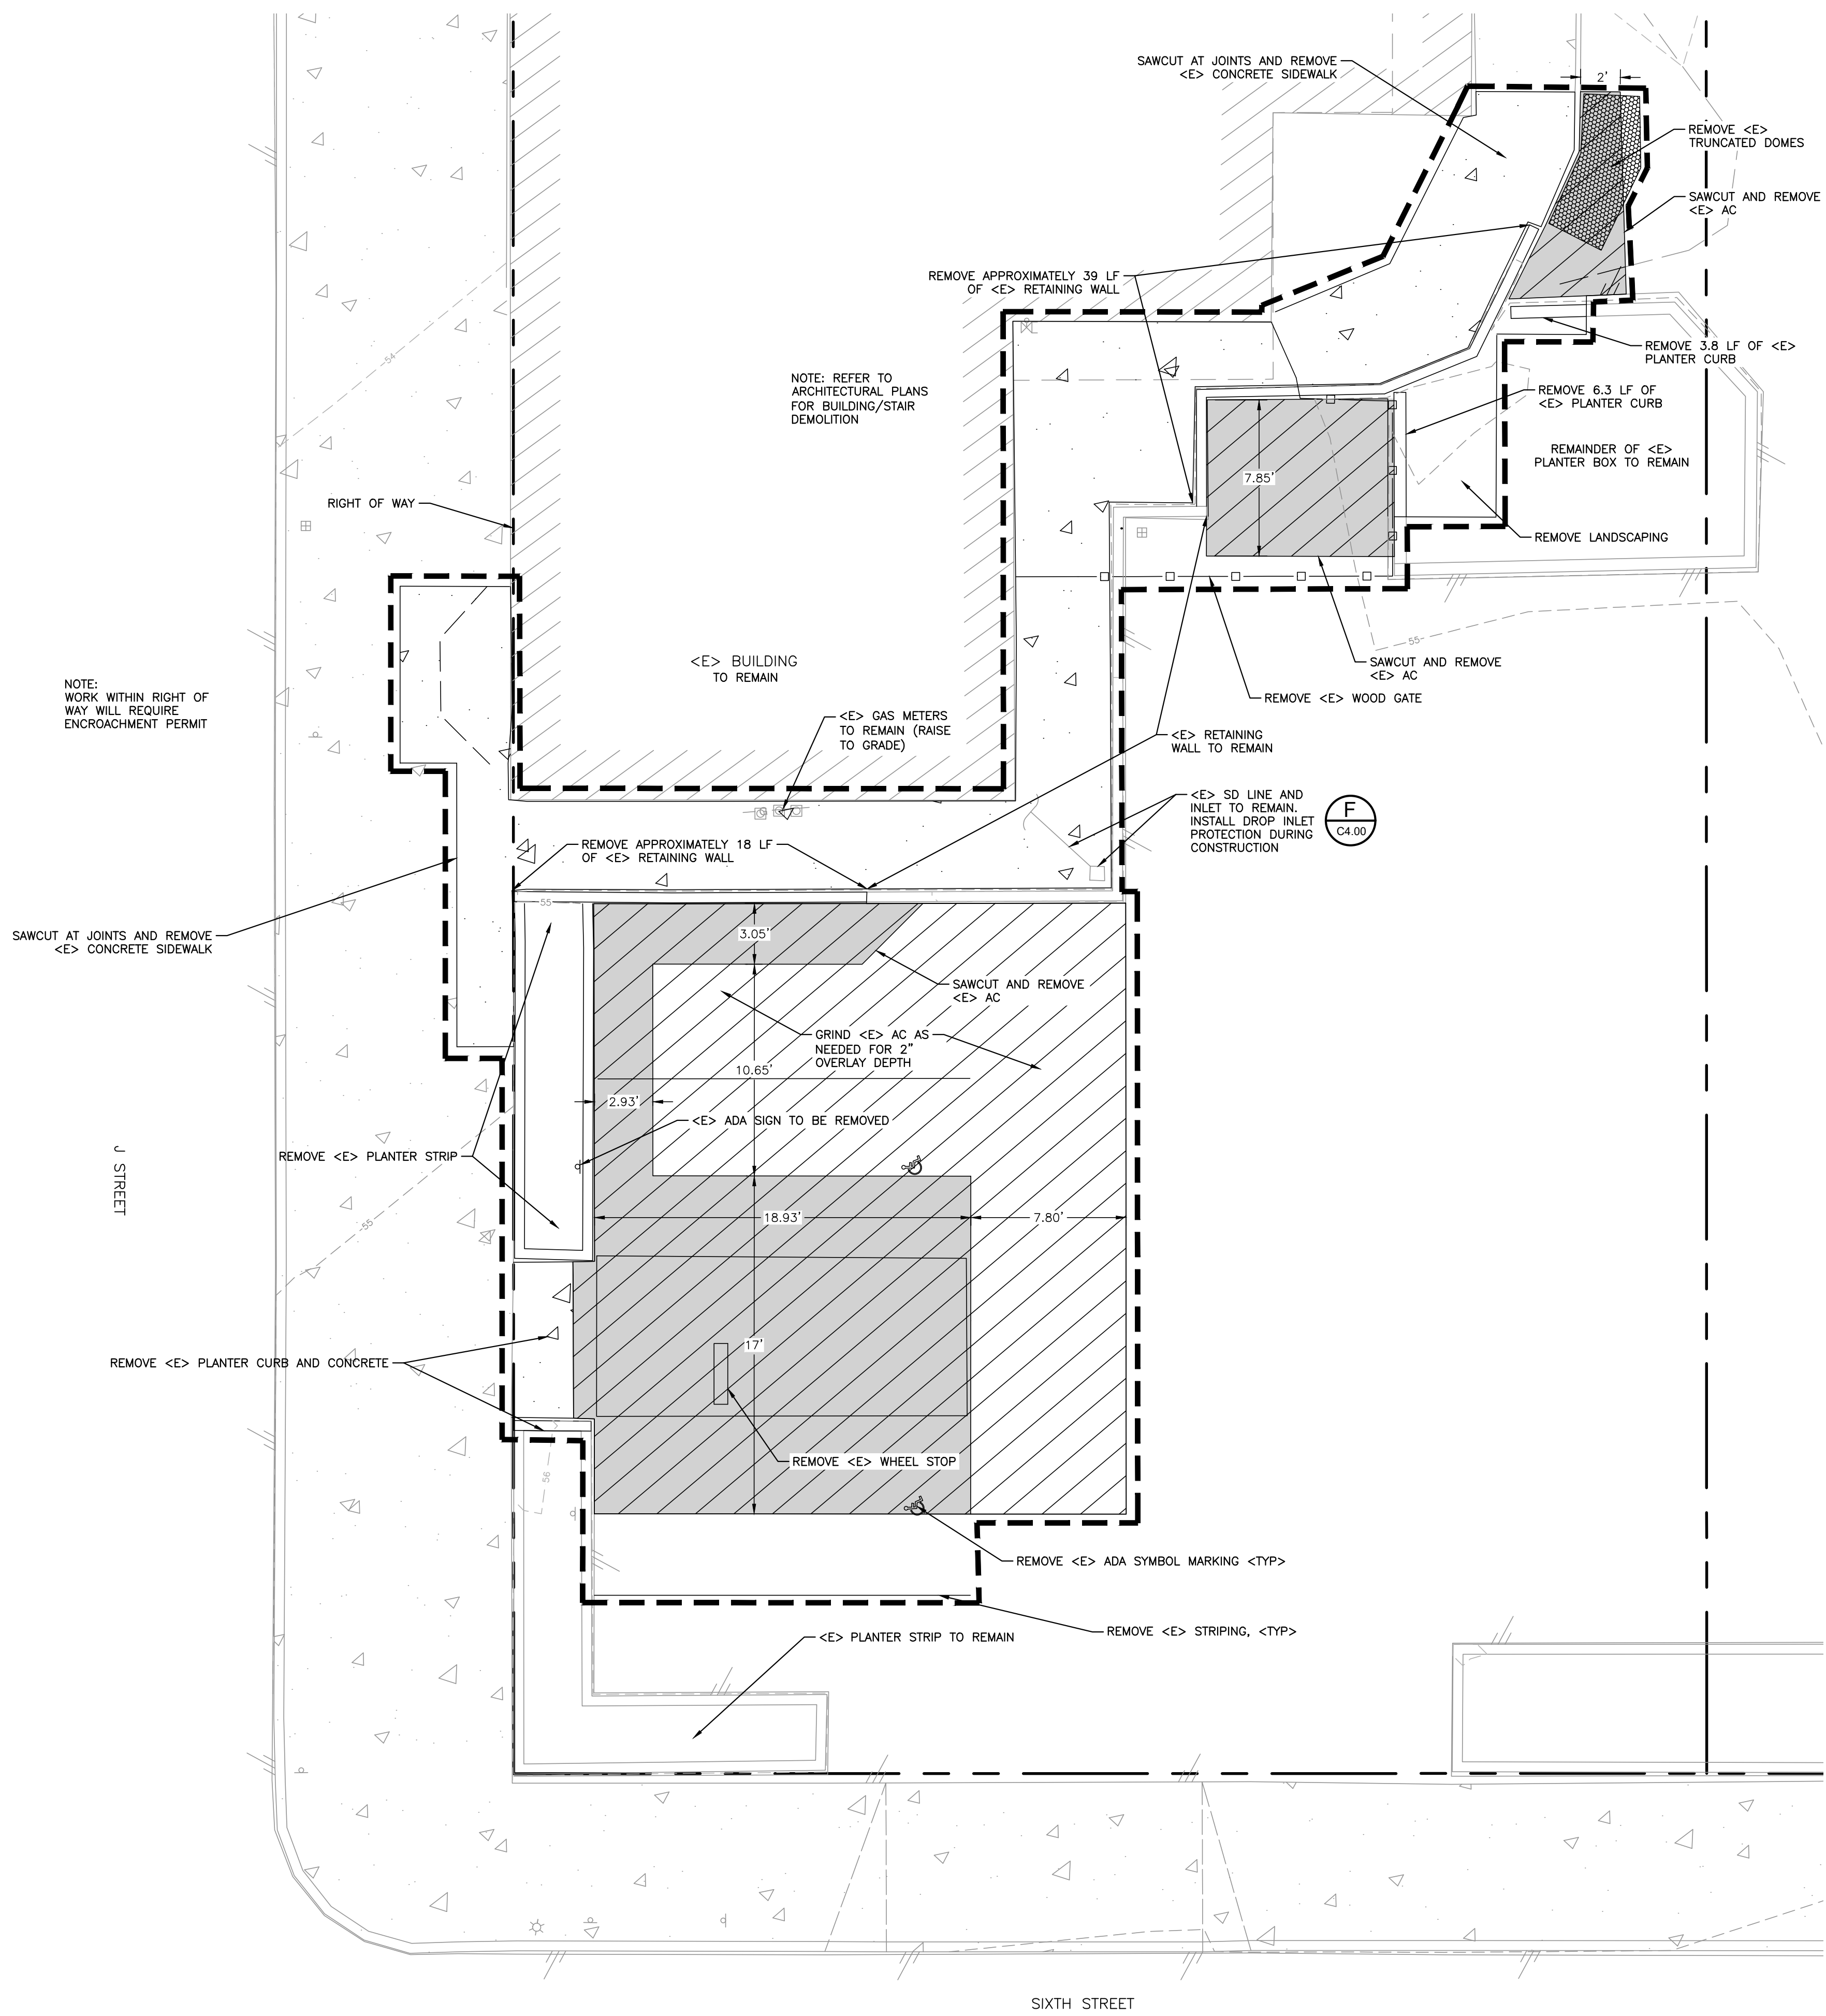 SAWCUT AT JOINTS AND REMOVE
<E> CONCRETE SIDEWALK
2'
REMOVE <E>
TRUNCATED DOMES
SAWCUT AND REMOVE
<E> AC
REMOVE APPROXIMATELY 39 LF
OF <E> RETAINING WALL
54
REMOVE 3.8 LF OF <E>
PLANTER CURB
NOTE: REFER TO
ARCHITECTURAL PLANS
FOR BUILDING/STAIR
DEMOLITION
REMOVE 6.3 LF OF
<E> PLANTER CURB
REMAINDER OF <E>
PLANTER BOX TO REMAIN
7.85'
RIGHT OF WAY
REMOVE LANDSCAPING
55
<E> BUILDING
TO REMAIN
SAWCUT AND REMOVE
<E> AC
REMOVE <E> WOOD GATE
NOTE:
WORK WITHIN RIGHT OF
WAY WILL REQUIRE
ENCROACHMENT PERMIT
<E> GAS METERS
TO REMAIN (RAISE
TO GRADE)
<E> RETAINING
WALL TO REMAIN
<E> SD LINE AND
INLET TO REMAIN.
INSTALL DROP INLET
PROTECTION DURING
CONSTRUCTION
F
C4.00
REMOVE APPROXIMATELY 18 LF
OF <E> RETAINING WALL
55
SAWCUT AT JOINTS AND REMOVE
<E> CONCRETE SIDEWALK
3.05'
SAWCUT AND REMOVE
<E> AC
GRIND <E> AC AS
NEEDED FOR 2"
OVERLAY DEPTH
10.65'
2.93'
<E> ADA SIGN TO BE REMOVED
REMOVE <E> PLANTER STRIP
J STREET
55
18.93'
7.80'
17'
REMOVE <E> PLANTER CURB AND CONCRETE
REMOVE <E> WHEEL STOP
56
REMOVE <E> ADA SYMBOL MARKING <TYP>
REMOVE <E> STRIPING, <TYP>
<E> PLANTER STRIP TO REMAIN
SIXTH STREET